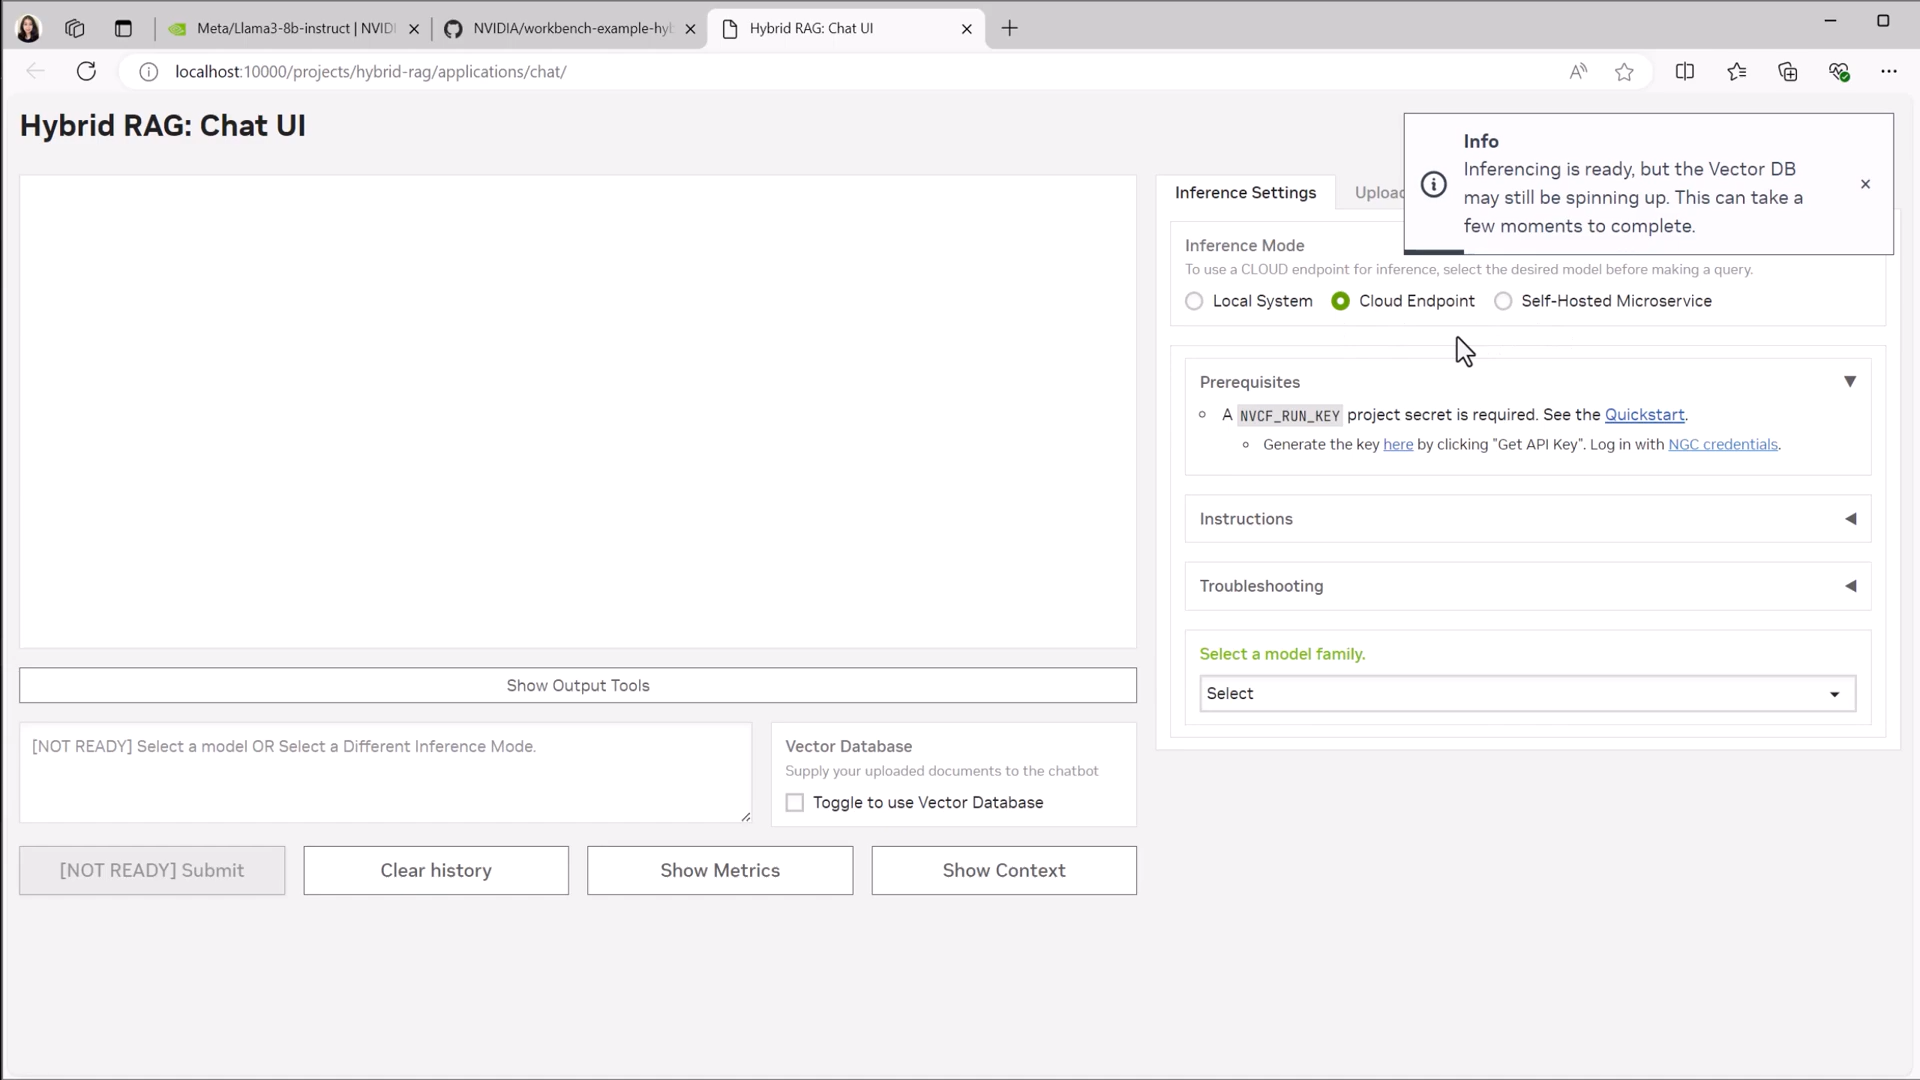 Meta/Llama3-8b-instruct | NVIDI
NVIDIA/workbench-example-hyb
Hybrid RAG: Chat UI
localhost:10000/projects/hybrid-rag/applications/chat/
Hybrid RAG: Chat UI
Info
Inferencing is ready, but the Vector DB
may still be spinning up. This can take a
few moments to complete.
Inference Settings
Upload
Inference Mode
To use a CLOUD endpoint for inference, select the desired model before making a query.
Local System
Cloud Endpoint
Self-Hosted Microservice
Prerequisites
A NVCF_RUN_KEY project secret is required. See the Quickstart.
Generate the key here by clicking "Get API Key". Log in with NGC credentials.
Instructions
Troubleshooting
Select a model family.
Select
Show Output Tools
[NOT READY] Select a model OR Select a Different Inference Mode.
Vector Database
Supply your uploaded documents to the chatbot
Toggle to use Vector Database
[NOT READY] Submit
Clear history
Show Metrics
Show Context